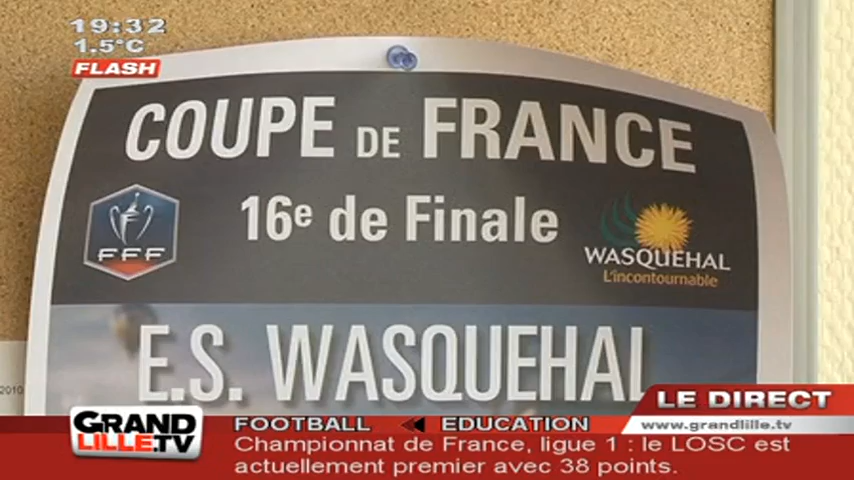 19:32
1.5°C
FLASH
COUPE DE FRANCE
16e de Finale
FFF
WASQUEHAL
L'incontournable
E.S. WASQUEHAL
2010
LE DIRECT
www.grandlille.tv
GRAND
LILLE.TV
FOOTBALL EDUCATION
Championnat de France, ligue 1 : le LOSC est
actuellement premier avec 38 points.